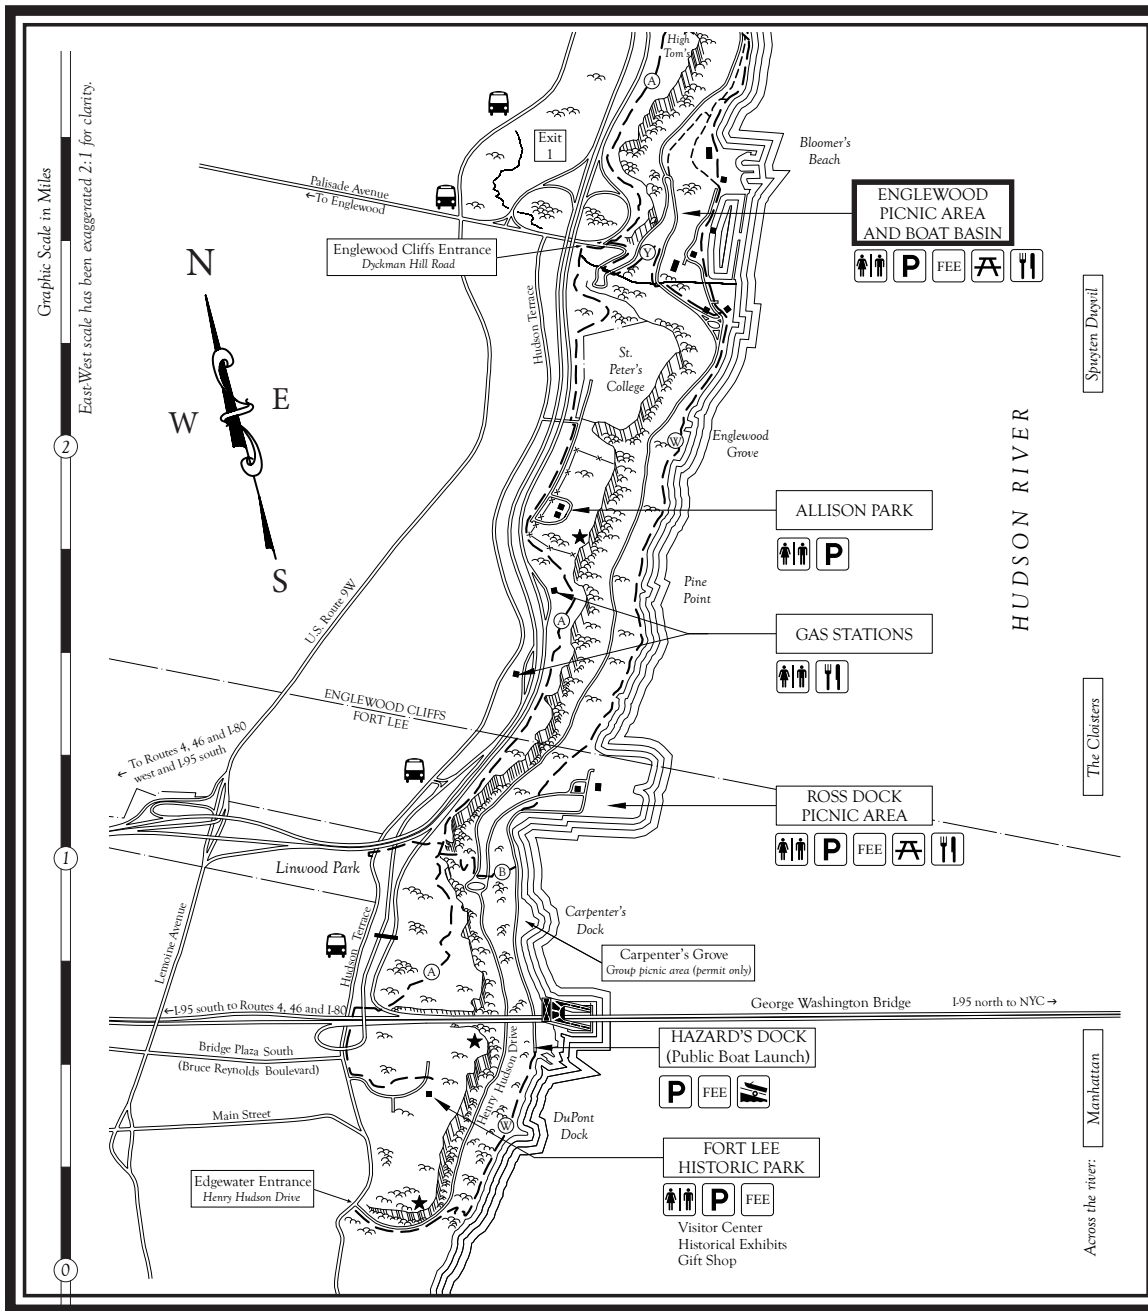 High
Tom's
A
Bloomer's
Beach
Exit
1
Palisade Avenue
←To Englewood
ENGLEWOOD
PICNIC AREA
AND BOAT BASIN
P
FEE
Englewood Cliffs Entrance
Dyckman Hill Road
Y
Graphic Scale in Miles
East-West scale has been exaggerated 2:1 for clarity.
N
W
E
S
Hudson Terrace
St.
Peter's
College
Spuyten Duyvil
HUDSON RIVER
2
W
Englewood
Grove
ALLISON PARK
P
Pine
Point
U.S. Route 9W
A
GAS STATIONS
ENGLEWOOD CLIFFS
FORT LEE
The Cloisters
← To Routes 4, 46 and I-80
west and I-95 south
ROSS DOCK
PICNIC AREA
P
FEE
1
Linwood Park
B
Carpenter's
Dock
Lemoine Avenue
Hudson Terrace
A
Carpenter's Grove
Group picnic area (permit only)
←I-95 south to Routes 4, 46 and I-80
George Washington Bridge
I-95 north to NYC →
Bridge Plaza South
(Bruce Reynolds Boulevard)
Henry Hudson Drive
HAZARD'S DOCK
(Public Boat Launch)
P
FEE
Main Street
W
DuPont
Dock
Manhattan
Across the river:
FORT LEE
HISTORIC PARK
P
FEE
Visitor Center
Historical Exhibits
Gift Shop
Edgewater Entrance
Henry Hudson Drive
0